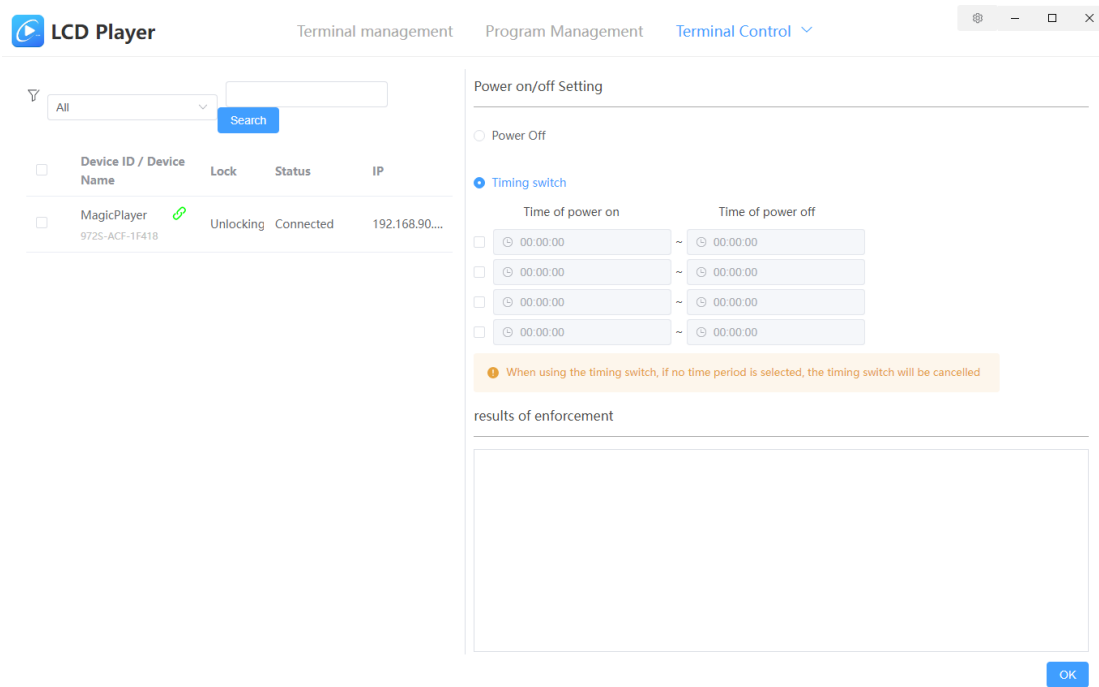 LCD Player
Terminal management
Program Management
Terminal Control
All
Search
Device ID / Device
Name
Lock
Status
IP
MagicPlayer
972S-ACF-1F418
Unlocking
Connected
192.168.90....
Power on/off Setting
Power Off
Timing switch
Time of power on
Time of power off
00:00:00 ~ 00:00:00
00:00:00 ~ 00:00:00
00:00:00 ~ 00:00:00
00:00:00 ~ 00:00:00
When using the timing switch, if no time period is selected, the timing switch will be cancelled
results of enforcement
OK